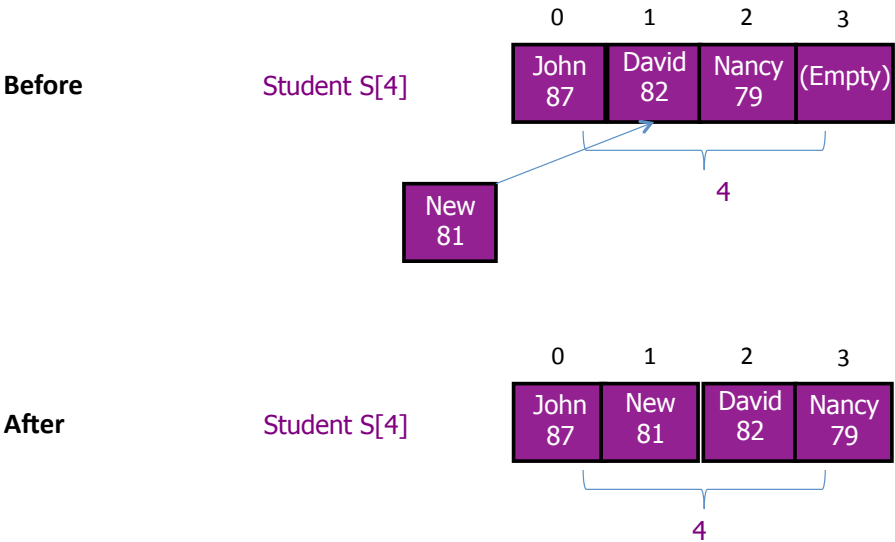 0 1 2 3
Before Student S[4]
John 87
David 82
Nancy 79
(Empty)
4
New
81
0 1 2 3
After Student S[4]
John 87
New 81
David 82
Nancy 79
4